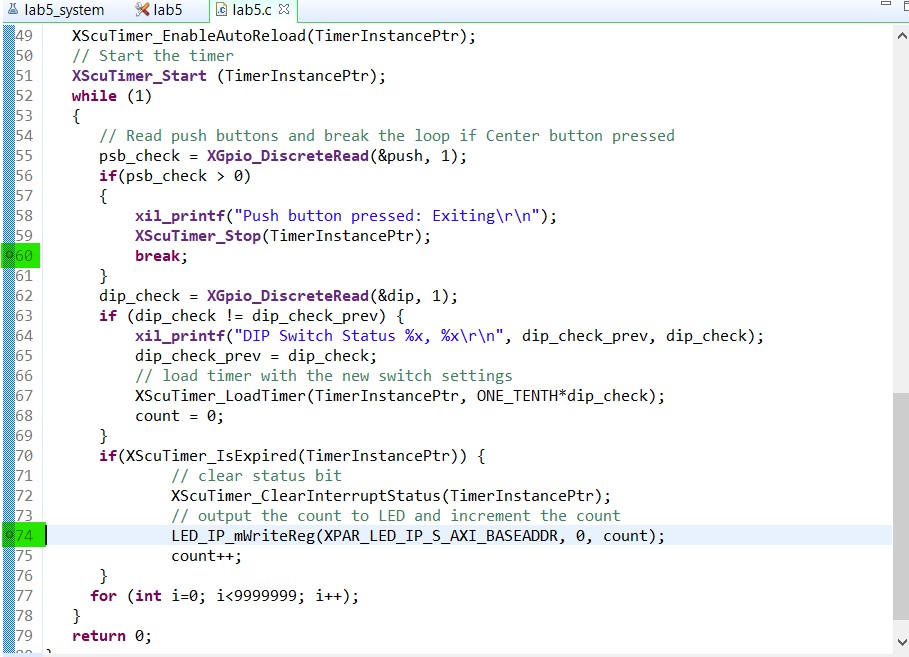 lab5_system lab5 lab5.c
49 XScuTimer_EnableAutoReload(TimerInstancePtr);
50 // Start the timer
51 XScuTimer_Start (TimerInstancePtr);
52 while (1)
53 {
54 // Read push buttons and break the loop if Center button pressed
55 psb_check = XGpio_DiscreteRead(&push, 1);
56 if(psb_check > 0)
57 {
58 xil_printf("Push button pressed: Exiting\r\n");
59 XScuTimer_Stop(TimerInstancePtr);
60 break;
61 }
62 dip_check = XGpio_DiscreteRead(&dip, 1);
63 if (dip_check != dip_check_prev) {
64 xil_printf("DIP Switch Status %x, %x\r\n", dip_check_prev, dip_check);
65 dip_check_prev = dip_check;
66 // load timer with the new switch settings
67 XScuTimer_LoadTimer(TimerInstancePtr, ONE_TENTH*dip_check);
68 count = 0;
69 }
70 if(XScuTimer_IsExpired(TimerInstancePtr)) {
71 // clear status bit
72 XScuTimer_ClearInterruptStatus(TimerInstancePtr);
73 // output the count to LED and increment the count
74 LED_IP_mWriteReg(XPAR_LED_IP_S_AXI_BASEADDR, 0, count);
75 count++;
76 }
77 for (int i=0; i<9999999; i++);
78 }
79 return 0;